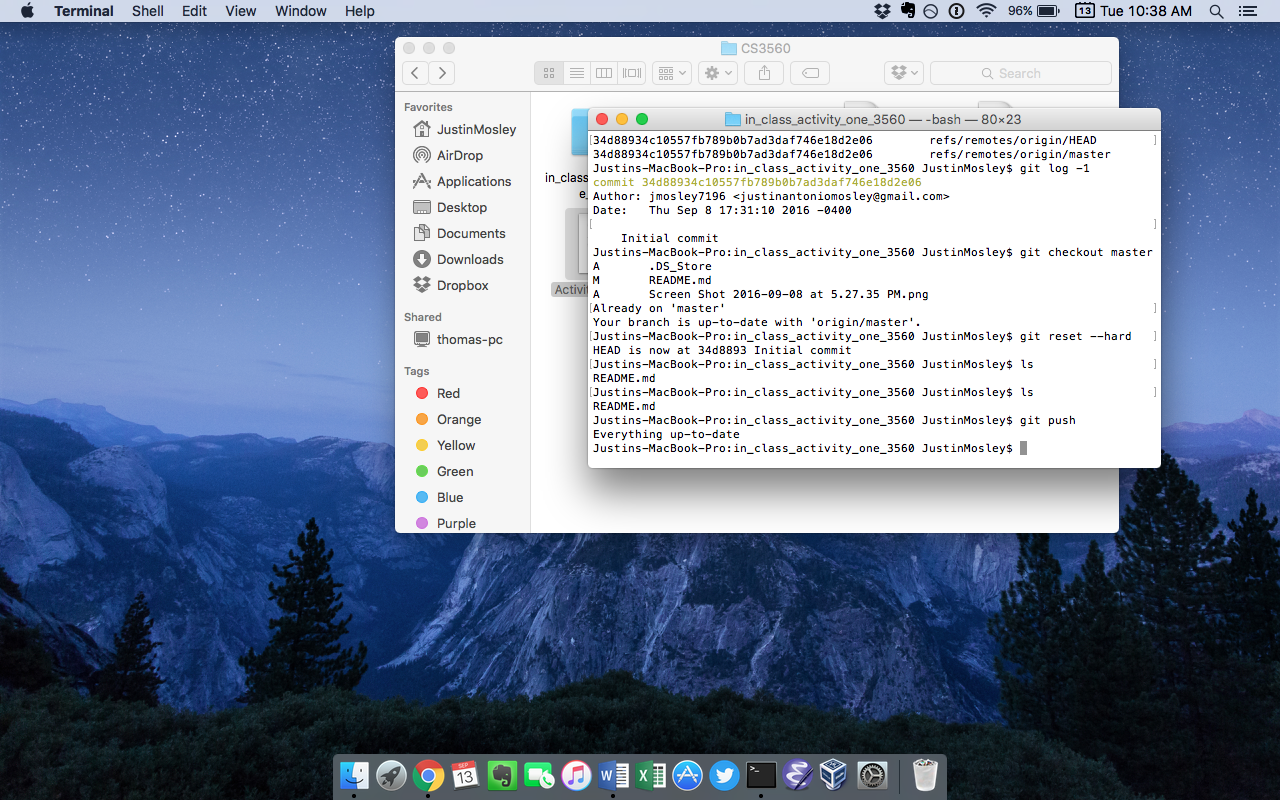 Terminal Shell Edit View Window Help 96% 13 Tue 10:38 AM
CS3560
Search
Favorites
JustinMosley
AirDrop
Applications
Desktop
Documents
Downloads
Dropbox
Shared
thomas-pc
Tags
Red
Orange
Yellow
Green
Blue
Purple
in_class
e_
Activit
in_class_activity_one_3560 — -bash — 80×23
[34d88934c10557fb789b0b7ad3daf746e18d2e06 refs/remotes/origin/HEAD ]
34d88934c10557fb789b0b7ad3daf746e18d2e06 refs/remotes/origin/master
Justins-MacBook-Pro:in_class_activity_one_3560 JustinMosley$ git log -1
commit 34d88934c10557fb789b0b7ad3daf746e18d2e06
Author: jmosley7196 <justinantoniomosley@gmail.com>
Date: Thu Sep 8 17:31:10 2016 -0400
[ ]
Initial commit
Justins-MacBook-Pro:in_class_activity_one_3560 JustinMosley$ git checkout master
A .DS_Store
M README.md
A Screen Shot 2016-09-08 at 5.27.35 PM.png
[Already on 'master' ]
Your branch is up-to-date with 'origin/master'.
[Justins-MacBook-Pro:in_class_activity_one_3560 JustinMosley$ git reset --hard ]
HEAD is now at 34d8893 Initial commit
[Justins-MacBook-Pro:in_class_activity_one_3560 JustinMosley$ ls ]
README.md
[Justins-MacBook-Pro:in_class_activity_one_3560 JustinMosley$ ls ]
README.md
Justins-MacBook-Pro:in_class_activity_one_3560 JustinMosley$ git push
Everything up-to-date
Justins-MacBook-Pro:in_class_activity_one_3560 JustinMosley$
SEP
13